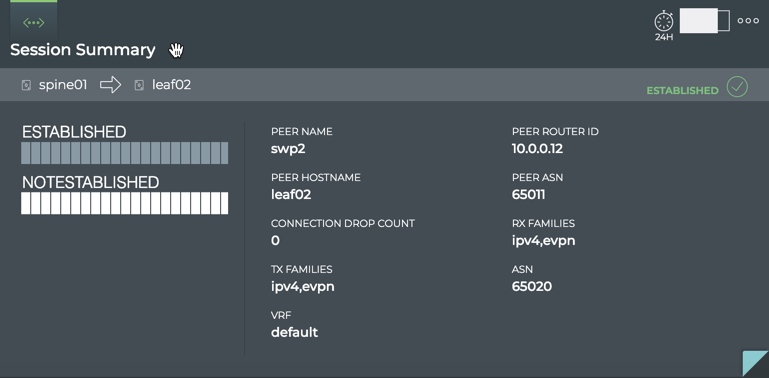 24H
Session Summary
spine01 leaf02 ESTABLISHED
ESTABLISHED
NOTESTABLISHED
PEER NAME
swp2
PEER ROUTER ID
10.0.0.12
PEER HOSTNAME
leaf02
PEER ASN
65011
CONNECTION DROP COUNT
0
RX FAMILIES
ipv4,evpn
TX FAMILIES
ipv4,evpn
ASN
65020
VRF
default